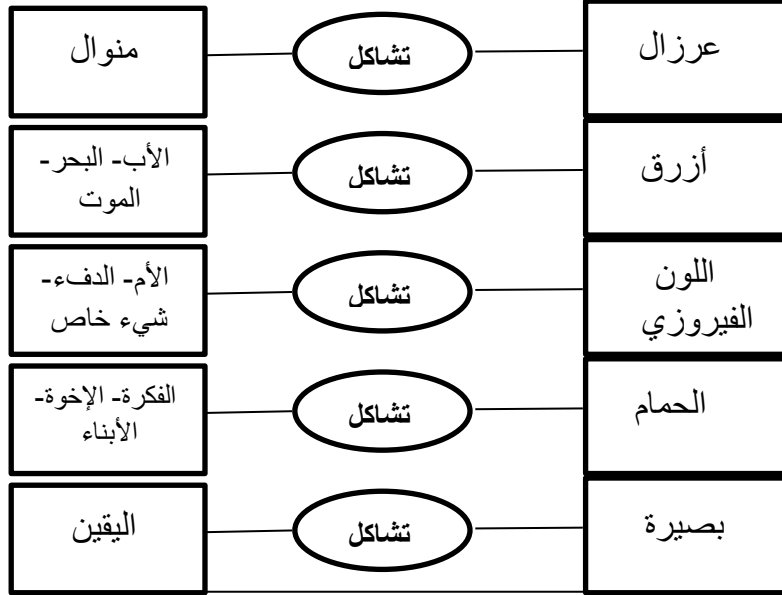 عرزال
تشاكل
منوال
أزرق
تشاكل
الأب- البحر-
الموت
اللون
الفيروزي
تشاكل
الأم- الدفء-
شيء خاص
الحمام
تشاكل
الفكرة- الإخوة-
الأبناء
بصيرة
تشاكل
اليقين